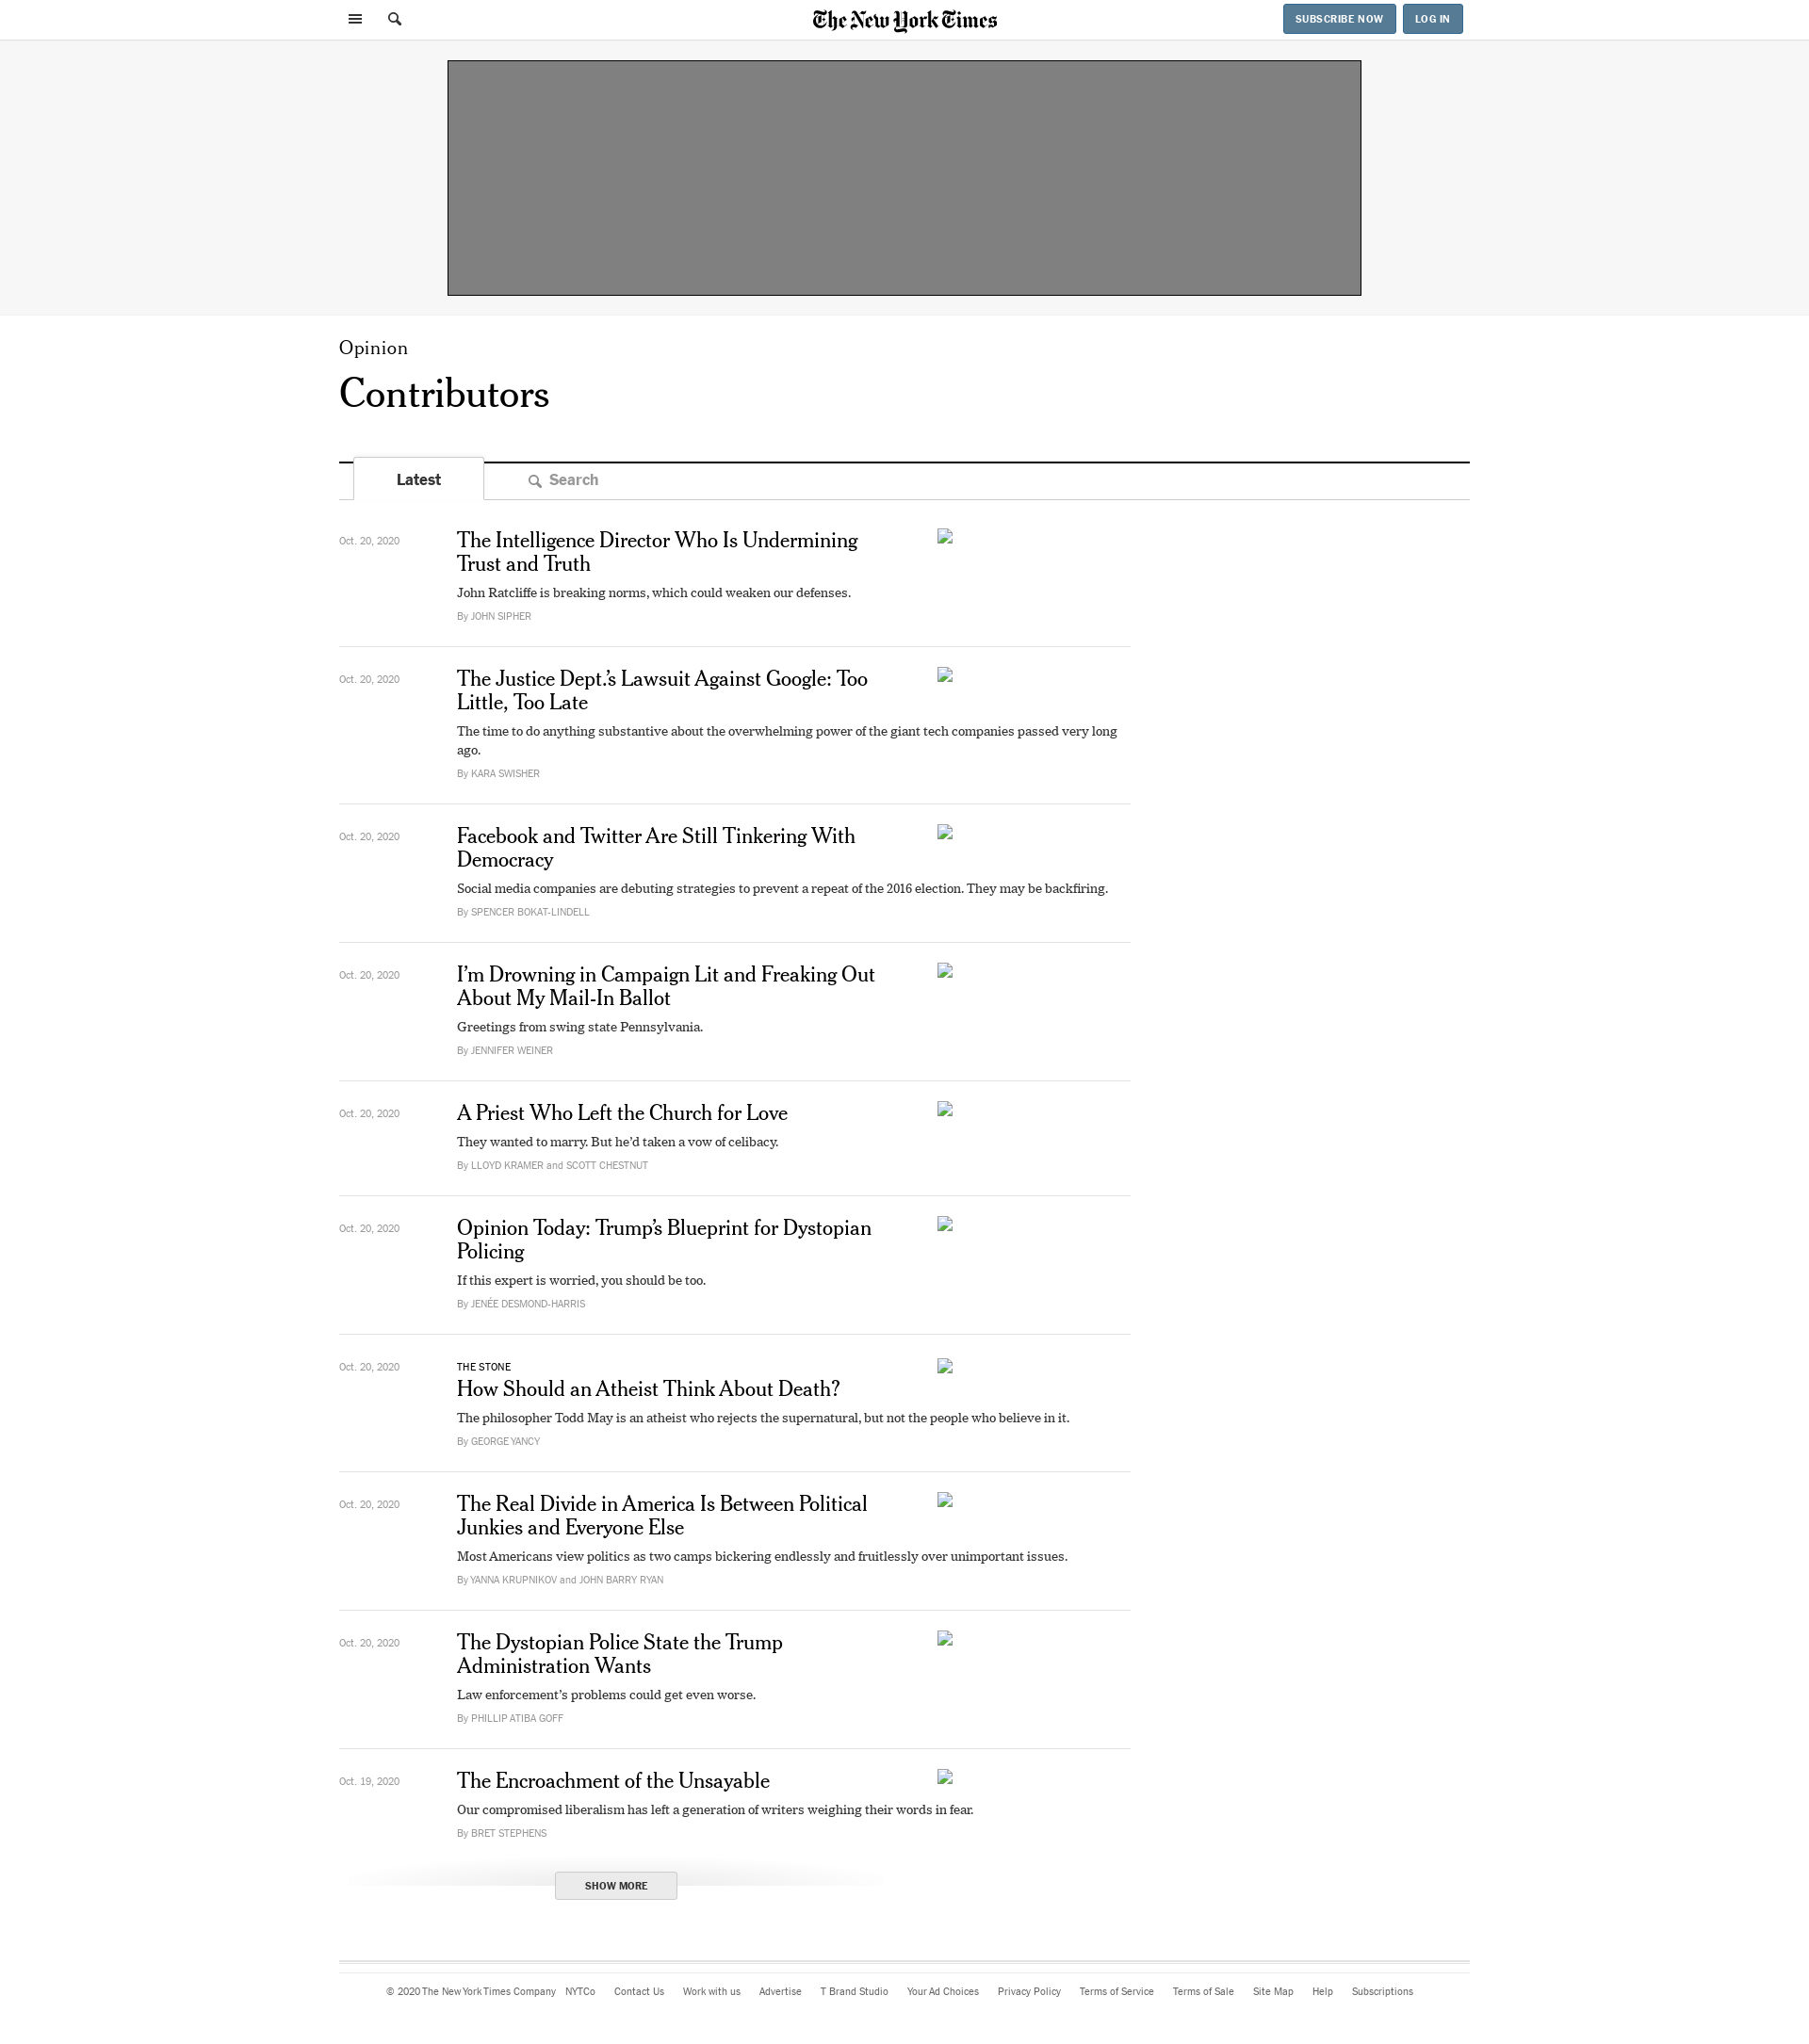 The New York Times
SUBSCRIBE NOW
LOG IN
Opinion
Contributors
Latest
Search
Oct. 20, 2020
The Intelligence Director Who Is Undermining
Trust and Truth
John Ratcliffe is breaking norms, which could weaken our defenses.
By JOHN SIPHER
Oct. 20, 2020
The Justice Dept.’s Lawsuit Against Google: Too
Little, Too Late
The time to do anything substantive about the overwhelming power of the giant tech companies passed very long
ago.
By KARA SWISHER
Oct. 20, 2020
Facebook and Twitter Are Still Tinkering With
Democracy
Social media companies are debuting strategies to prevent a repeat of the 2016 election. They may be backfiring.
By SPENCER BOKAT-LINDELL
Oct. 20, 2020
I’m Drowning in Campaign Lit and Freaking Out
About My Mail-In Ballot
Greetings from swing state Pennsylvania.
By JENNIFER WEINER
Oct. 20, 2020
A Priest Who Left the Church for Love
They wanted to marry. But he’d taken a vow of celibacy.
By LLOYD KRAMER and SCOTT CHESTNUT
Oct. 20, 2020
Opinion Today: Trump’s Blueprint for Dystopian
Policing
If this expert is worried, you should be too.
By JENÉE DESMOND-HARRIS
Oct. 20, 2020
THE STONE
How Should an Atheist Think About Death?
The philosopher Todd May is an atheist who rejects the supernatural, but not the people who believe in it.
By GEORGE YANCY
Oct. 20, 2020
The Real Divide in America Is Between Political
Junkies and Everyone Else
Most Americans view politics as two camps bickering endlessly and fruitlessly over unimportant issues.
By YANNA KRUPNIKOV and JOHN BARRY RYAN
Oct. 20, 2020
The Dystopian Police State the Trump
Administration Wants
Law enforcement’s problems could get even worse.
By PHILLIP ATIBA GOFF
Oct. 19, 2020
The Encroachment of the Unsayable
Our compromised liberalism has left a generation of writers weighing their words in fear.
By BRET STEPHENS
SHOW MORE
© 2020 The New York Times Company NYTCo Contact Us Work with us Advertise T Brand Studio Your Ad Choices Privacy Policy Terms of Service Terms of Sale Site Map Help Subscriptions